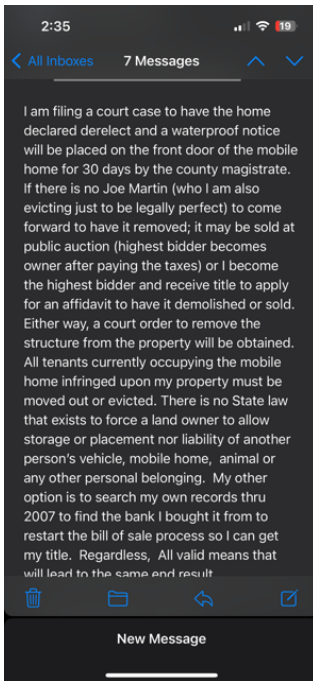 2:35
19
All Inboxes
7 Messages
I am filing a court case to have the home
declared derelect and a waterproof notice
will be placed on the front door of the mobile
home for 30 days by the county magistrate.
If there is no Joe Martin (who I am also
evicting just to be legally perfect) to come
forward to have it removed; it may be sold at
public auction (highest bidder becomes
owner after paying the taxes) or I become
the highest bidder and receive title to apply
for an affidavit to have it demolished or sold.
Either way, a court order to remove the
structure from the property will be obtained.
All tenants currently occupying the mobile
home infringed upon my property must be
moved out or evicted. There is no State law
that exists to force a land owner to allow
storage or placement nor liability of another
person's vehicle, mobile home,  animal or
any other personal belonging.  My other
option is to search my own records thru
2007 to find the bank I bought it from to
restart the bill of sale process so I can get
my title.  Regardless,  All valid means that
will lead to the same end result
New Message